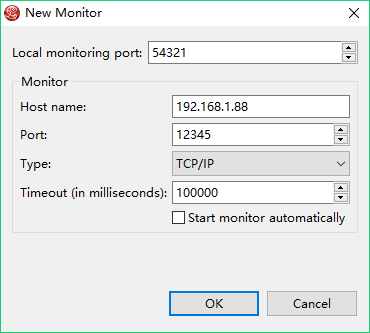 New Monitor
Local monitoring port: 54321
Monitor
Host name: 192.168.1.88
Port: 12345
Type: TCP/IP
Timeout (in milliseconds): 100000
Start monitor automatically
OK Cancel